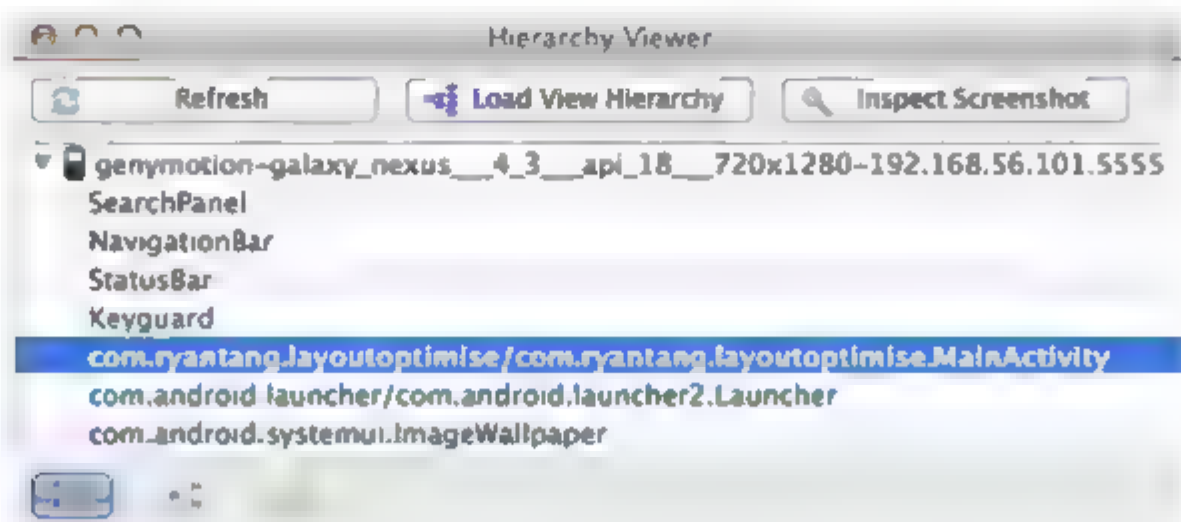 Hierarchy Viewer
Refresh Load View Hierarchy Inspect Screenshot
genymotion-galaxy_nexus___4_3___api_18___720x1280-192.168.56.101:5555
SearchPanel
NavigationBar
StatusBar
Keyguard
com.ryantang.layoutoptimise/com.ryantang.layoutoptimise.MainActivity
com.android.launcher/com.android.launcher2.Launcher
com.android.systemui.ImageWallpaper